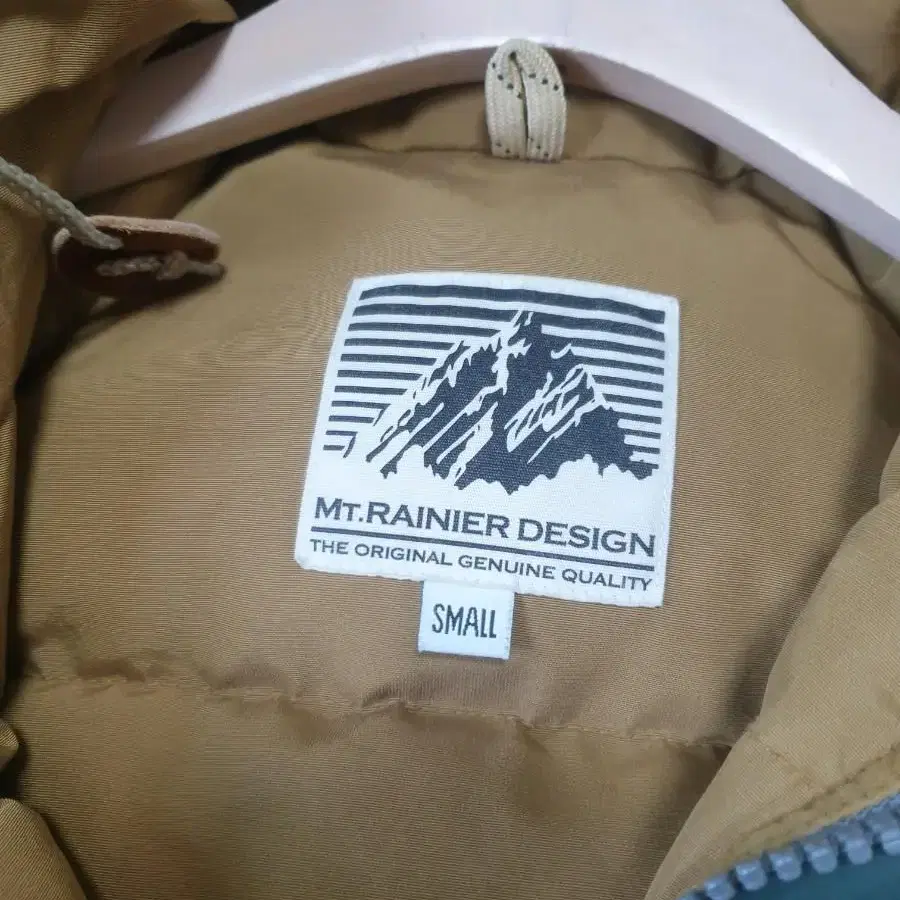 MT.RAINIER DESIGN
THE ORIGINAL GENUINE QUALITY
SMALL